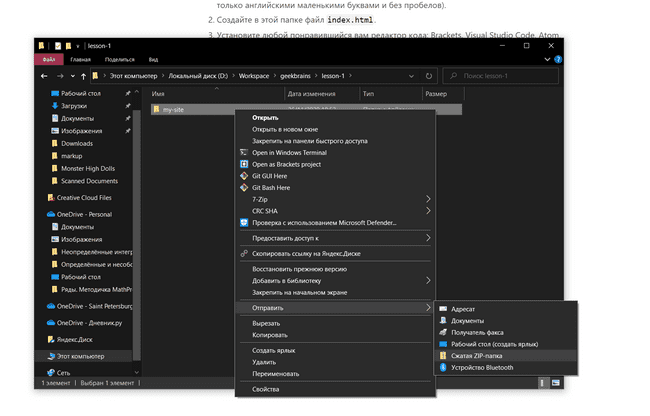 только английскими маленькими буквами и без пробелов).
2. Создайте в этой папке файл index.html.
3. Установите любой понравившийся вам редактор кода: Brackets, Visual Studio Code, Atom
lesson-1
Файл Главная Поделиться Вид
Этот компьютер > Локальный диск (D:) > Workspace > geekbrains > lesson-1 >
Поиск: lesson-1
Имя Дата изменения Тип Размер
Рабочий стол
Загрузки
Документы
Изображения
Downloads
markup
Monster High Dolls
Scanned Documents
Creative Cloud Files
OneDrive - Personal
Документы
Изображения
Неопределённые интегр
Определённые и несобс
Рабочий стол
Ряды. Методичка MathPr
OneDrive - Saint Petersburg
OneDrive - Дневник.ру
Яндекс.Диск
Этот компьютер
Сеть
1 элемент Выбран 1 элемент
my-site
Открыть
Открыть в новом окне
Закрепить на панели быстрого доступа
Open in Windows Terminal
Open as Brackets project
Git GUI Here
Git Bash Here
7-Zip
CRC SHA
Проверка с использованием Microsoft Defender...
Предоставить доступ к
Скопировать ссылку на Яндекс.Диске
Восстановить прежнюю версию
Добавить в библиотеку
Закрепить на начальном экране
Отправить
Вырезать
Копировать
Создать ярлык
Удалить
Переименовать
Свойства
Адресат
Документы
Получатель факса
Рабочий стол (создать ярлык)
Сжатая ZIP-папка
Устройство Bluetooth